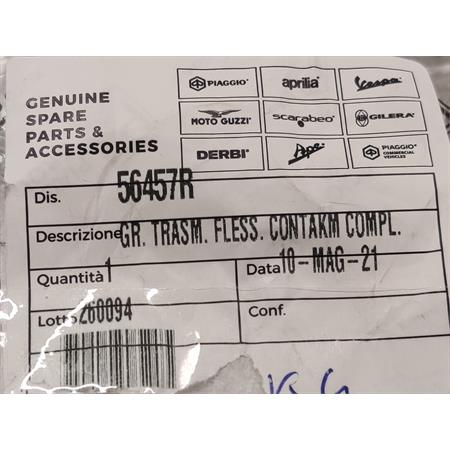 GENUINE
SPARE
PARTS &
ACCESSORIES
PIAGGIO aprilia Vespa
MOTO GUZZI scarabeo GILERA
DERBI Ape PIAGGIO COMMERCIAL VEHICLES
Dis. 56457R
Descrizione GR. TRASM. FLESS. CONTAKM COMPL.
Quantità 1 Data 10-MAG-21
Lotto 260094 Conf.